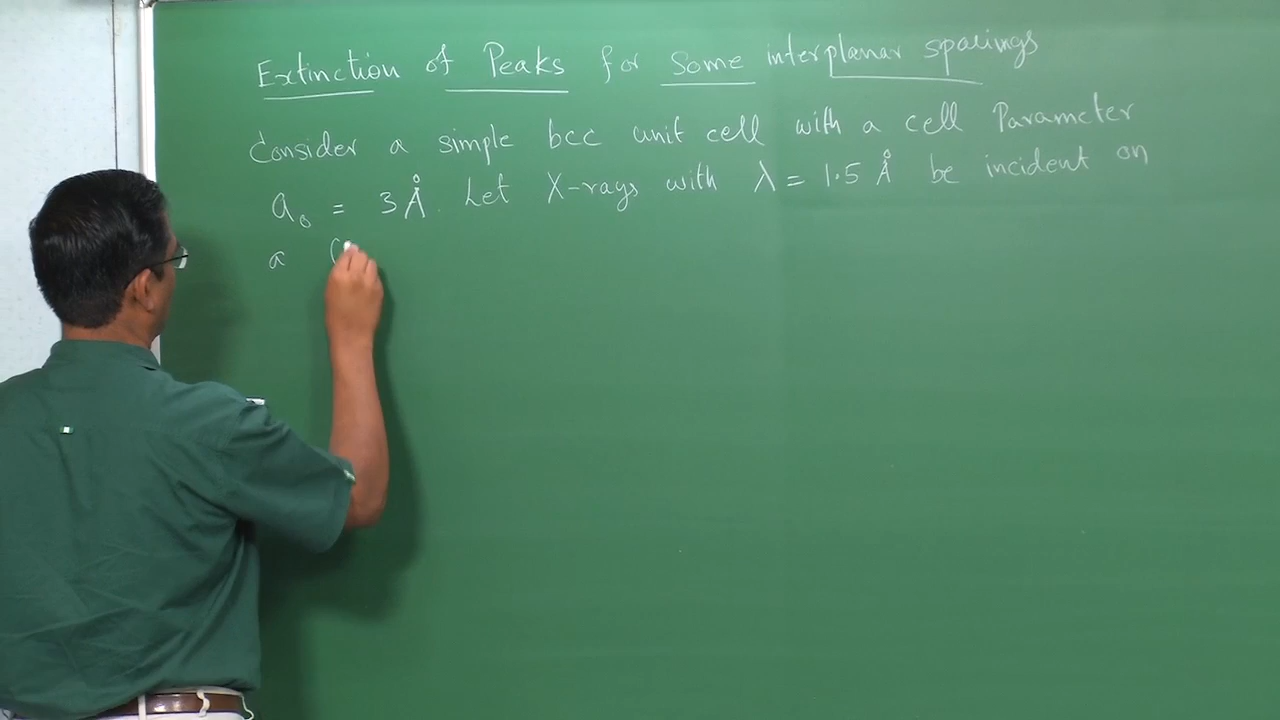 Extinction of Peaks for Some interplanar spacings
Consider a simple bcc unit cell with a cell Parameter
a₀ = 3Å. Let X-rays with λ = 1.5 Å be incident on
a (